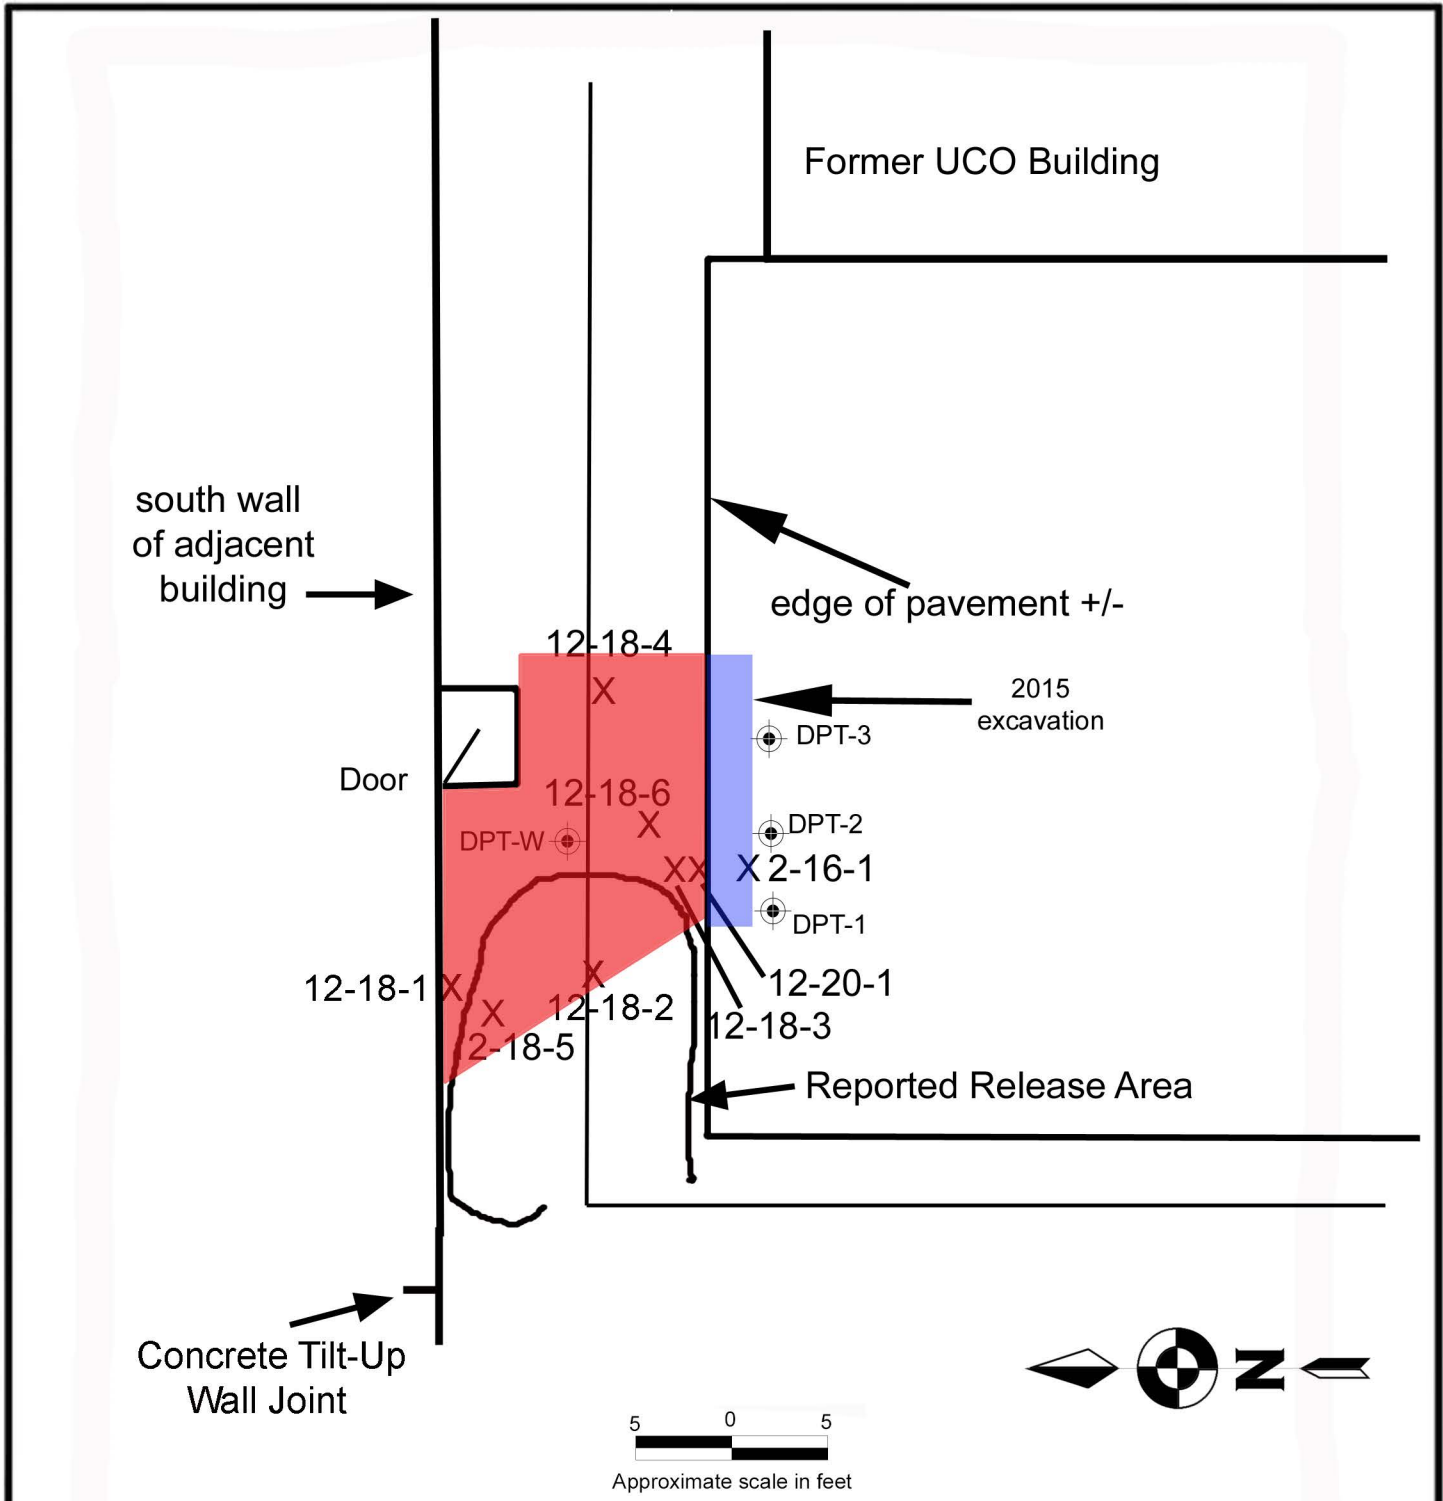 Former UCO Building
south wall
of adjacent
building
edge of pavement +/-
12-18-4
X
2015
excavation
DPT-3
Door
12-18-6
X
DPT-W
DPT-2
XX
X 2-16-1
DPT-1
12-18-1 X
X
12-18-2
X
2-18-5
12-20-1
12-18-3
Reported Release Area
Concrete Tilt-Up
Wall Joint
N
5 0 5
Approximate scale in feet